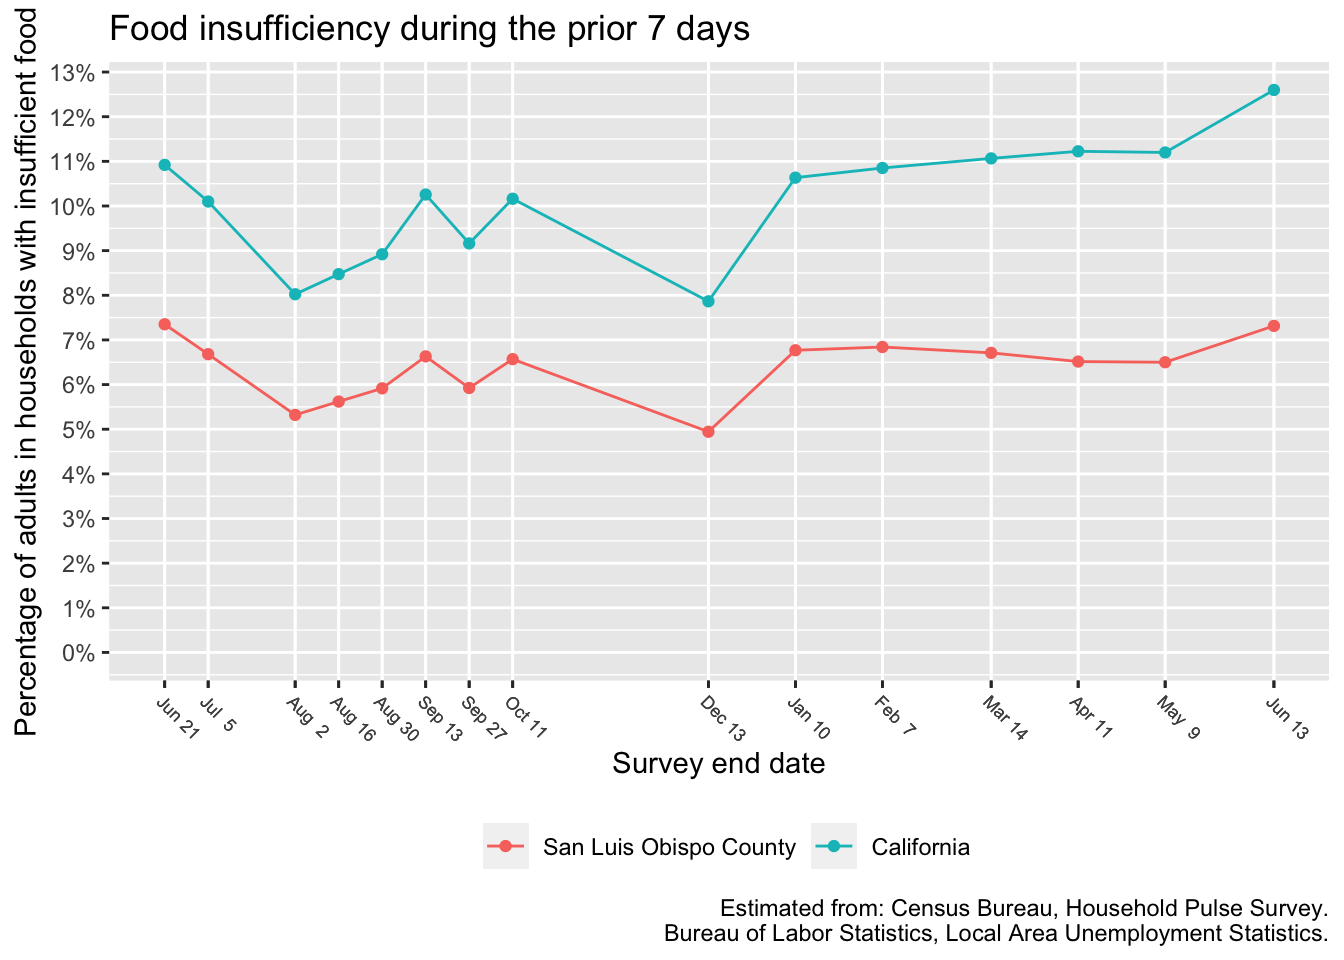 Food insufficiency during the prior 7 days
Percentage of adults in households with insufficient food
13%
12%
11%
10%
9%
8%
7%
6%
5%
4%
3%
2%
1%
0%
Jun 21
Jul 5
Aug 2
Aug 16
Aug 30
Sep 13
Sep 27
Oct 11
Dec 13
Jan 10
Feb 7
Mar 14
Apr 11
May 9
Jun 13
Survey end date
San Luis Obispo County
California
Estimated from: Census Bureau, Household Pulse Survey.
Bureau of Labor Statistics, Local Area Unemployment Statistics.